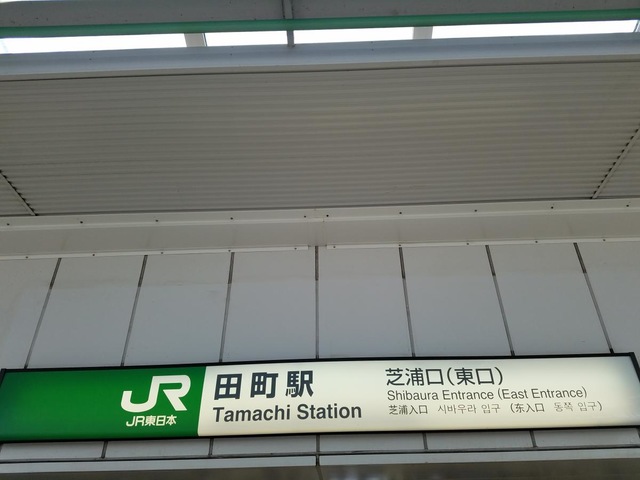 JR
JR東日本
田町駅
Tamachi Station
芝浦口(東口)
Shibaura Entrance (East Entrance)
芝浦入口 시바우라 입구 (东入口 동쪽 입구)